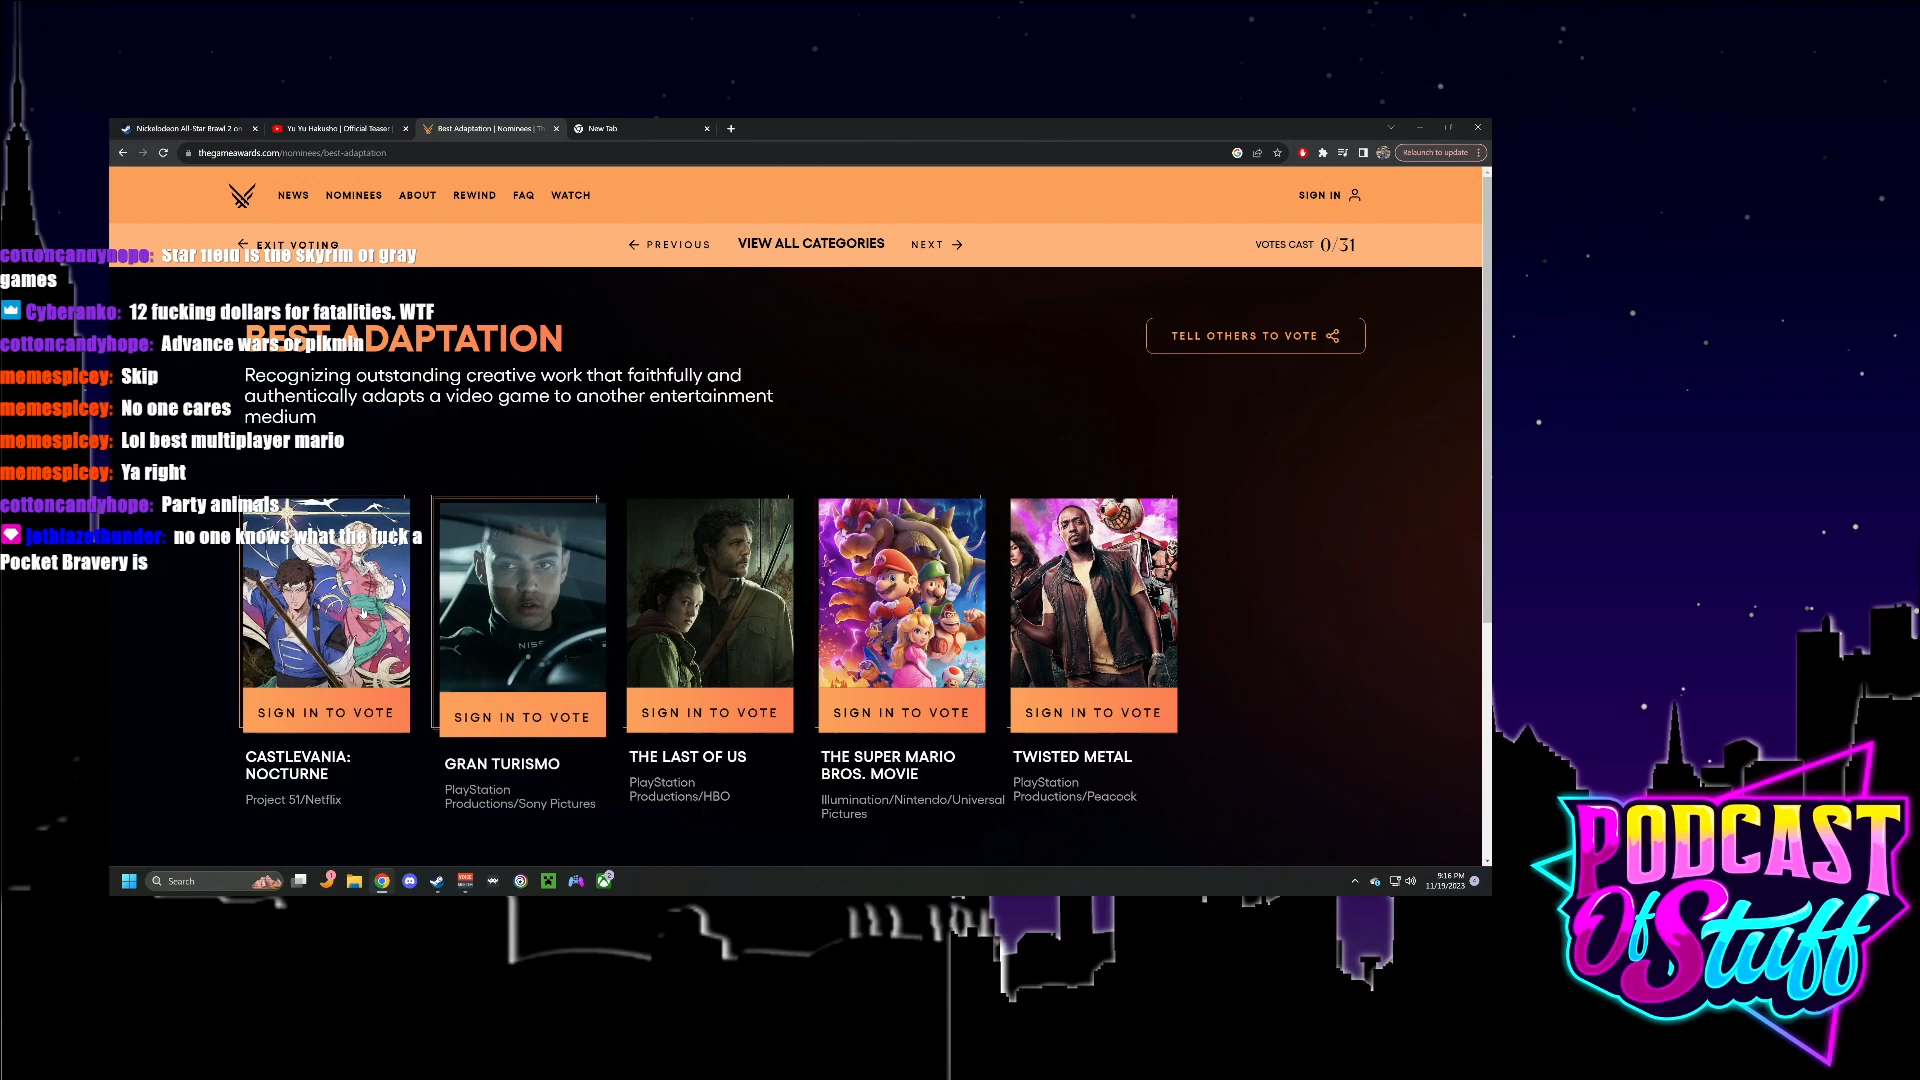 Nickelodeon All-Star Brawl 2 on
Yu Yu Hakusho | Official Teaser |
Best Adaptation | Nominees | Th
New Tab
thegameawards.com/nominees/best-adaptation
Relaunch to update
NEWS NOMINEES ABOUT REWIND FAQ WATCH
SIGN IN
EXIT VOTING
PREVIOUS
VIEW ALL CATEGORIES
NEXT
VOTES CAST 0/31
cottoncandyhope: Star field is the skyrim of gray
games
Cyberanko: 12 fucking dollars for fatalities. WTF
cottoncandyhope: Advance wars or pikmin
memespicey: Skip
memespicey: No one cares
memespicey: Lol best multiplayer mario
memespicey: Ya right
cottoncandyhope: Party animals
jetblazethunder: no one knows what the fuck a
Pocket Bravery is
BEST ADAPTATION
TELL OTHERS TO VOTE
Recognizing outstanding creative work that faithfully and
authentically adapts a video game to another entertainment
medium
NISS
SIGN IN TO VOTE
SIGN IN TO VOTE
SIGN IN TO VOTE
SIGN IN TO VOTE
SIGN IN TO VOTE
CASTLEVANIA:
NOCTURNE
Project 51/Netflix
GRAN TURISMO
PlayStation
Productions/Sony Pictures
THE LAST OF US
PlayStation
Productions/HBO
THE SUPER MARIO
BROS. MOVIE
Illumination/Nintendo/Universal
Pictures
TWISTED METAL
PlayStation
Productions/Peacock
Search
9:16 PM
11/19/2023
PODCAST
Of Stuff